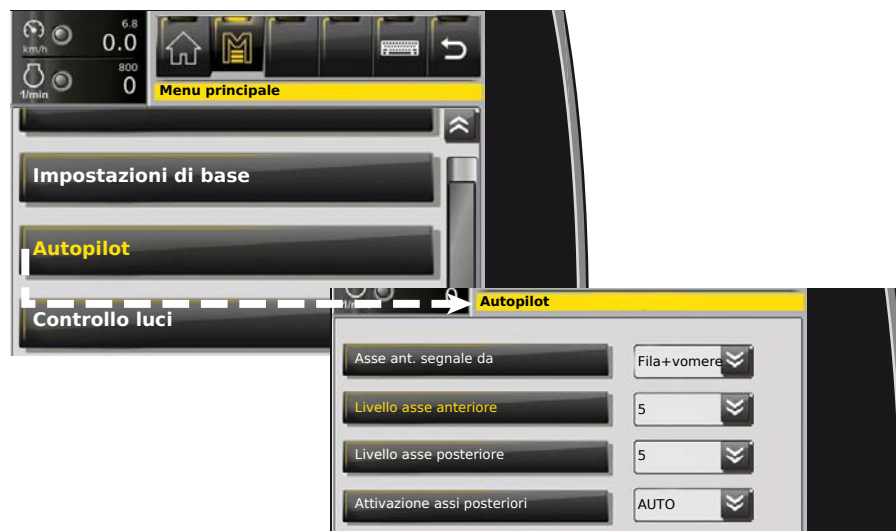 6.8
km/h 0.0
800
1/min 0
Menu principale
Impostazioni di base
Autopilot
Controllo luci
Autopilot
Asse ant. segnale da Fila+vomere
Livello asse anteriore 5
Livello asse posteriore 5
Attivazione assi posteriori AUTO